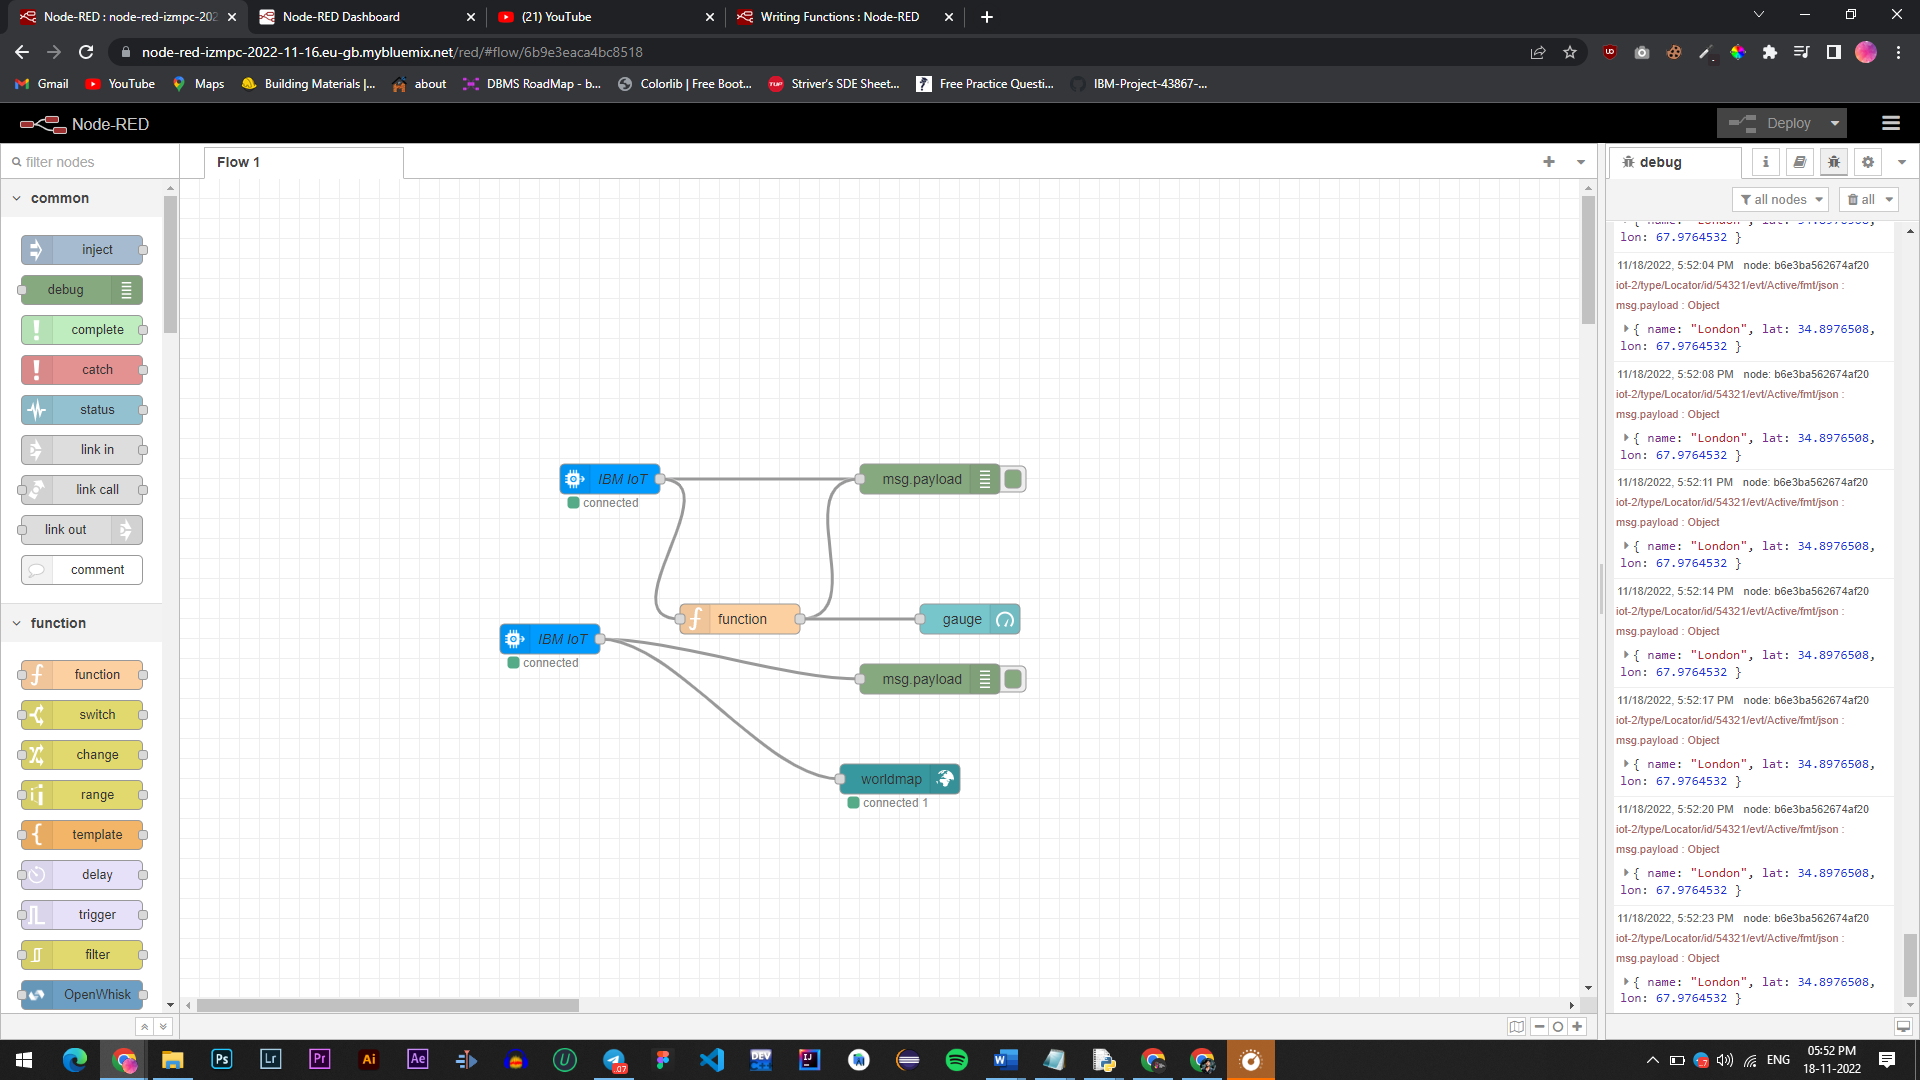 Node-RED : node-red-izmpc-202
Node-RED Dashboard
(21) YouTube
Writing Functions : Node-RED
node-red-izmpc-2022-11-16.eu-gb.mybluemix.net/red/#flow/6b9e3eaca4bc8518
Gmail
YouTube
Maps
Building Materials |...
about
DBMS RoadMap - b...
Colorlib | Free Boot...
Striver's SDE Sheet...
Free Practice Questi...
IBM-Project-43867-...
Node-RED
Deploy
filter nodes
common
inject
debug
complete
catch
status
link in
link call
link out
comment
function
function
switch
change
range
template
delay
trigger
filter
OpenWhisk
Flow 1
IBM IoT
connected
msg.payload
function
gauge
IBM IoT
connected
msg.payload
worldmap
connected 1
debug
all nodes
all
lon: 67.9764532 }
11/18/2022, 5:52:04 PM node: b6e3ba562674af20
iot-2/type/Locator/id/54321/evt/Active/fmt/json :
msg.payload : Object
{ name: "London", lat: 34.8976508,
lon: 67.9764532 }
11/18/2022, 5:52:08 PM node: b6e3ba562674af20
iot-2/type/Locator/id/54321/evt/Active/fmt/json :
msg.payload : Object
{ name: "London", lat: 34.8976508,
lon: 67.9764532 }
11/18/2022, 5:52:11 PM node: b6e3ba562674af20
iot-2/type/Locator/id/54321/evt/Active/fmt/json :
msg.payload : Object
{ name: "London", lat: 34.8976508,
lon: 67.9764532 }
11/18/2022, 5:52:14 PM node: b6e3ba562674af20
iot-2/type/Locator/id/54321/evt/Active/fmt/json :
msg.payload : Object
{ name: "London", lat: 34.8976508,
lon: 67.9764532 }
11/18/2022, 5:52:17 PM node: b6e3ba562674af20
iot-2/type/Locator/id/54321/evt/Active/fmt/json :
msg.payload : Object
{ name: "London", lat: 34.8976508,
lon: 67.9764532 }
11/18/2022, 5:52:20 PM node: b6e3ba562674af20
iot-2/type/Locator/id/54321/evt/Active/fmt/json :
msg.payload : Object
{ name: "London", lat: 34.8976508,
lon: 67.9764532 }
11/18/2022, 5:52:23 PM node: b6e3ba562674af20
iot-2/type/Locator/id/54321/evt/Active/fmt/json :
msg.payload : Object
{ name: "London", lat: 34.8976508,
lon: 67.9764532 }
Ps
Lr
Pr
Ai
Ae
DEV
ENG
05:52 PM
18-11-2022